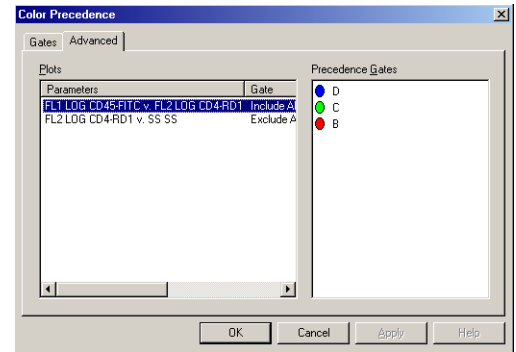 Color Precedence
Gates Advanced
Plots
Precedence Gates
Parameters Gate
FL1 LOG CD45-FITC v. FL2 LOG CD4-RD1 Include A
FL2 LOG CD4-RD1 v. SS SS Exclude A
D
C
B
OK Cancel Apply Help